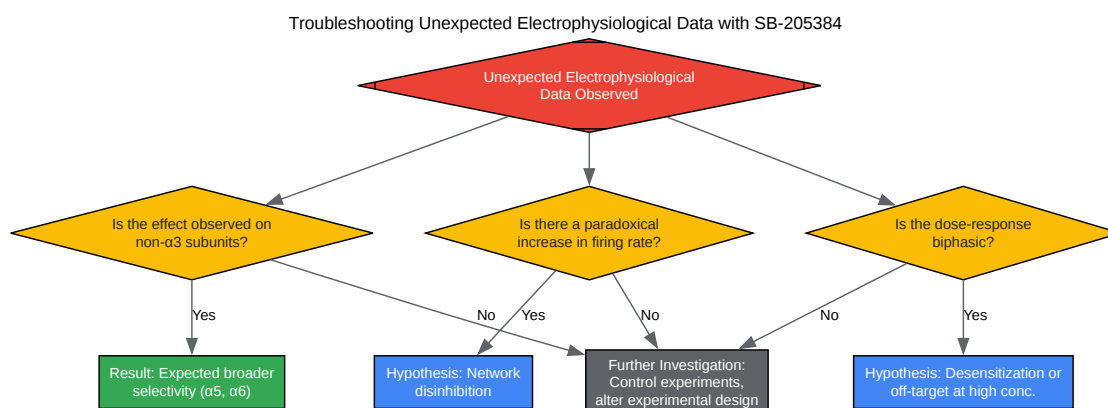 Troubleshooting Unexpected Electrophysiological Data with SB-205384
Unexpected Electrophysiological
Data Observed
Is the effect observed on
non-α3 subunits?
Is there a paradoxical
increase in firing rate?
Is the dose-response
biphasic?
Yes
No
Yes
No
No
Yes
Result: Expected broader
selectivity (α5, α6)
Hypothesis: Network
disinhibition
Further Investigation:
Control experiments,
alter experimental design
Hypothesis: Desensitization or
off-target at high conc.